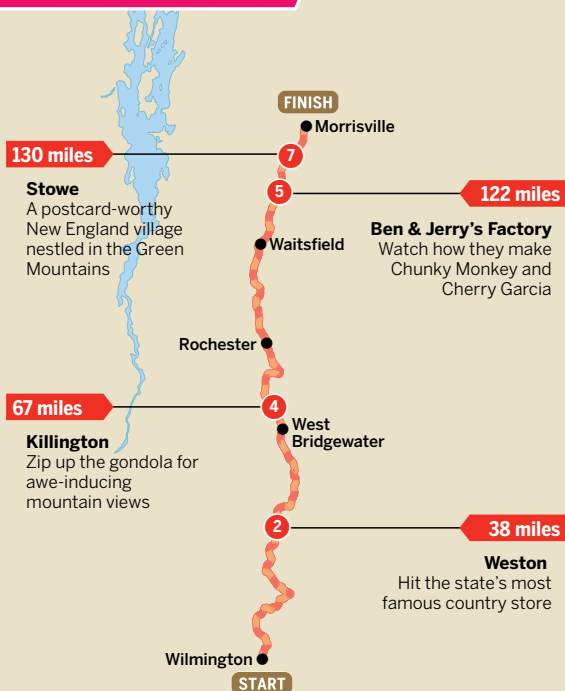 FINISH
Morrisville
7
130 miles
Stowe
A postcard-worthy
New England village
nestled in the Green
Mountains
5
122 miles
Ben & Jerry's Factory
Watch how they make
Chunky Monkey and
Cherry Garcia
Waitsfield
Rochester
4
67 miles
Killington
Zip up the gondola for
awe-inducing
mountain views
West
Bridgewater
2
38 miles
Weston
Hit the state's most
famous country store
Wilmington
START